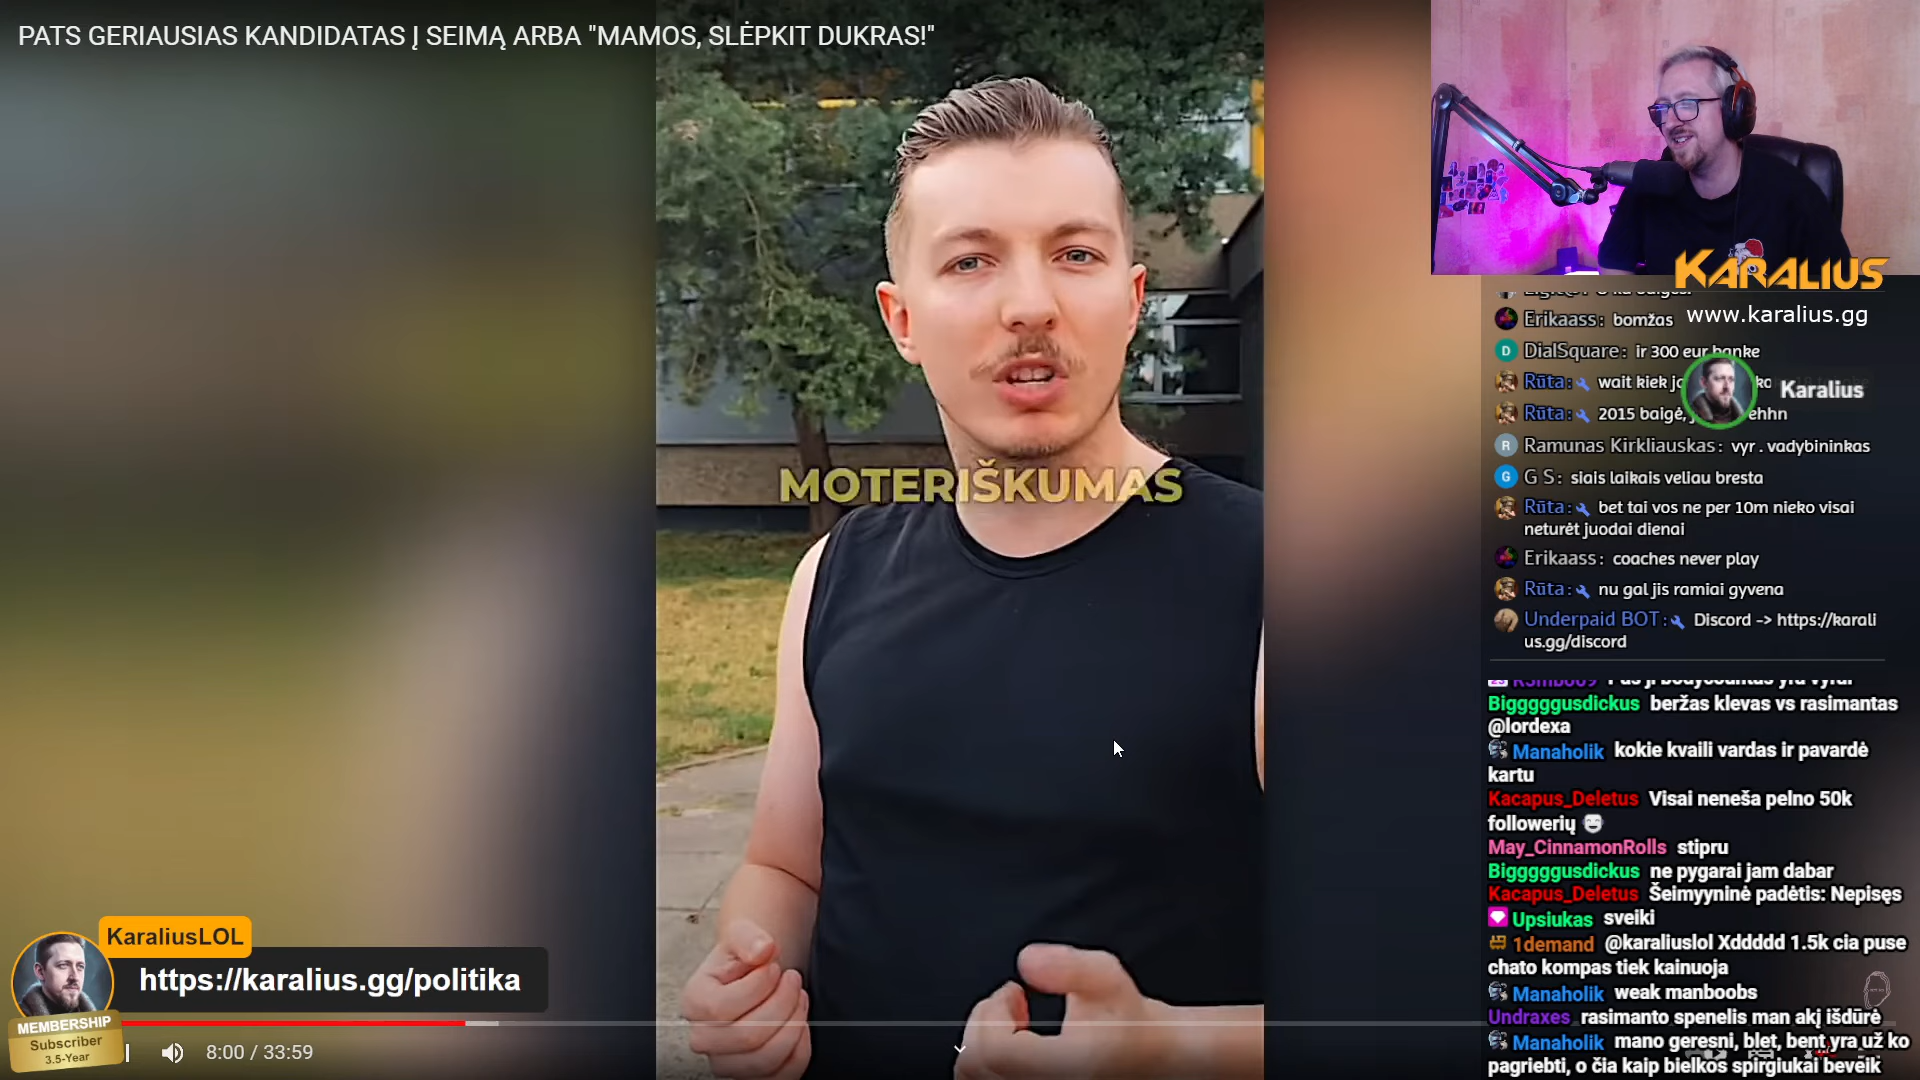 PATS GERIAUSIAS KANDIDATAS Į SEIMĄ ARBA "MAMOS, SLĖPKIT DUKRAS!"
MOTERIŠKUMAS
KARALIUS
www.karalius.gg
Erikaass: bomžas
DialSquare: ir 300 eur banke
Rūta: wait kiek
Karalius
Rūta: 2015 baigė,
Ramunas Kirkliauskas: vyr . vadybininkas
G S: siais laikais veliau bresta
Rūta: bet tai vos ne per 10m nieko visai
neturėt juodai dienai
Erikaass: coaches never play
Rūta: nu gal jis ramiai gyvena
Underpaid BOT: Discord -> https://karali
us.gg/discord
Bigggggusdickus beržas klevas vs rasimantas
@lordexa
Manaholik kokie kvaili vardas ir pavardė
kartu
Kacapus_Deletus Visai neneša pelno 50k
followerių
May_CinnamonRolls stipru
Bigggggusdickus ne pygarai jam dabar
Kacapus_Deletus Šeimyyninė padėtis: Nepisęs
Upsiukas sveiki
1demand @karaliuslol Xddddd 1.5k cia puse
chato kompas tiek kainuoja
Manaholik weak manboobs
Undraxes rasimanto spenelis man akį išdūrė
Manaholik mano geresni, blet, bent yra už ko
pagriebti, o čia kaip bielkos spirgiukai beveik
KaraliusLOL
https://karalius.gg/politika
MEMBERSHIP
Subscriber
3.5-Year
8:00 / 33:59